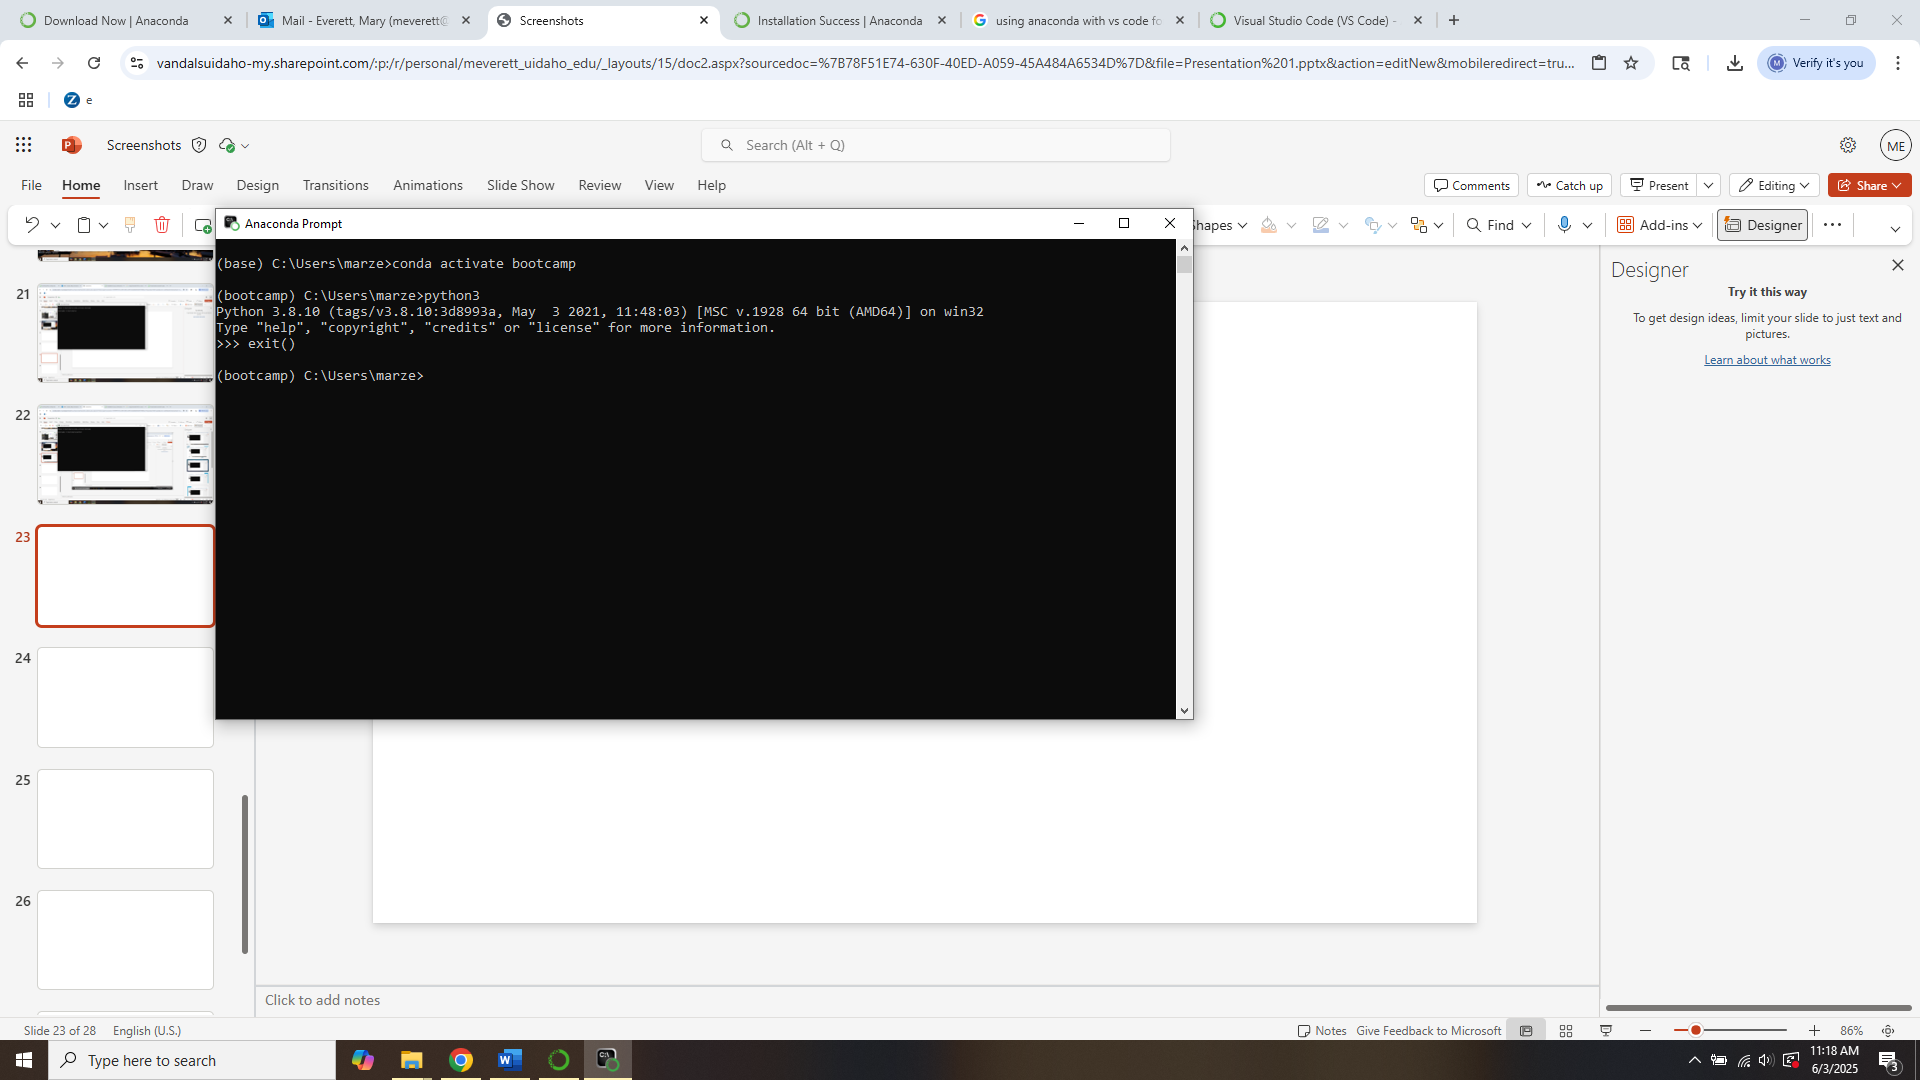 Download Now | Anaconda
Mail - Everett, Mary (meverett@
Screenshots
Installation Success | Anaconda
using anaconda with vs code fo
Visual Studio Code (VS Code) -
vandalsuidaho-my.sharepoint.com/:p:/r/personal/meverett_uidaho_edu/_layouts/15/doc2.aspx?sourcedoc=%7B78F51E74-630F-40ED-A059-45A484A6534D%7D&file=Presentation%201.pptx&action=editNew&mobileredirect=tru...
Verify it's you
e
Screenshots
Search (Alt + Q)
ME
File Home Insert Draw Design Transitions Animations Slide Show Review View Help
Comments Catch up Present Editing Share
Shapes Find Add-ins Designer
Anaconda Prompt
(base) C:\Users\marze>conda activate bootcamp
(bootcamp) C:\Users\marze>python3
Python 3.8.10 (tags/v3.8.10:3d8993a, May  3 2021, 11:48:03) [MSC v.1928 64 bit (AMD64)] on win32
Type "help", "copyright", "credits" or "license" for more information.
>>> exit()
(bootcamp) C:\Users\marze>
21
22
23
24
25
26
Designer
Try it this way
To get design ideas, limit your slide to just text and
pictures.
Learn about what works
Click to add notes
Slide 23 of 28 English (U.S.)
Notes Give Feedback to Microsoft 86%
Type here to search
11:18 AM
6/3/2025
3